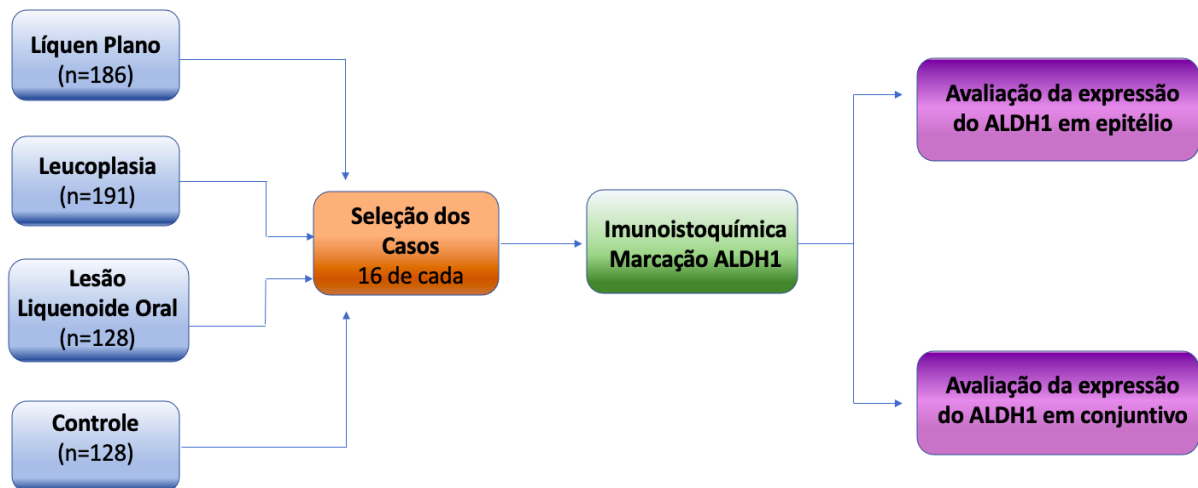 Líquen Plano
(n=186)
Leucoplasia
(n=191)
Lesão
Liquenoide Oral
(n=128)
Controle
(n=128)
Seleção dos
Casos
16 de cada
Imunoistoquímica
Marcação ALDH1
Avaliação da expressão
do ALDH1 em epitélio
Avaliação da expressão
do ALDH1 em conjuntivo